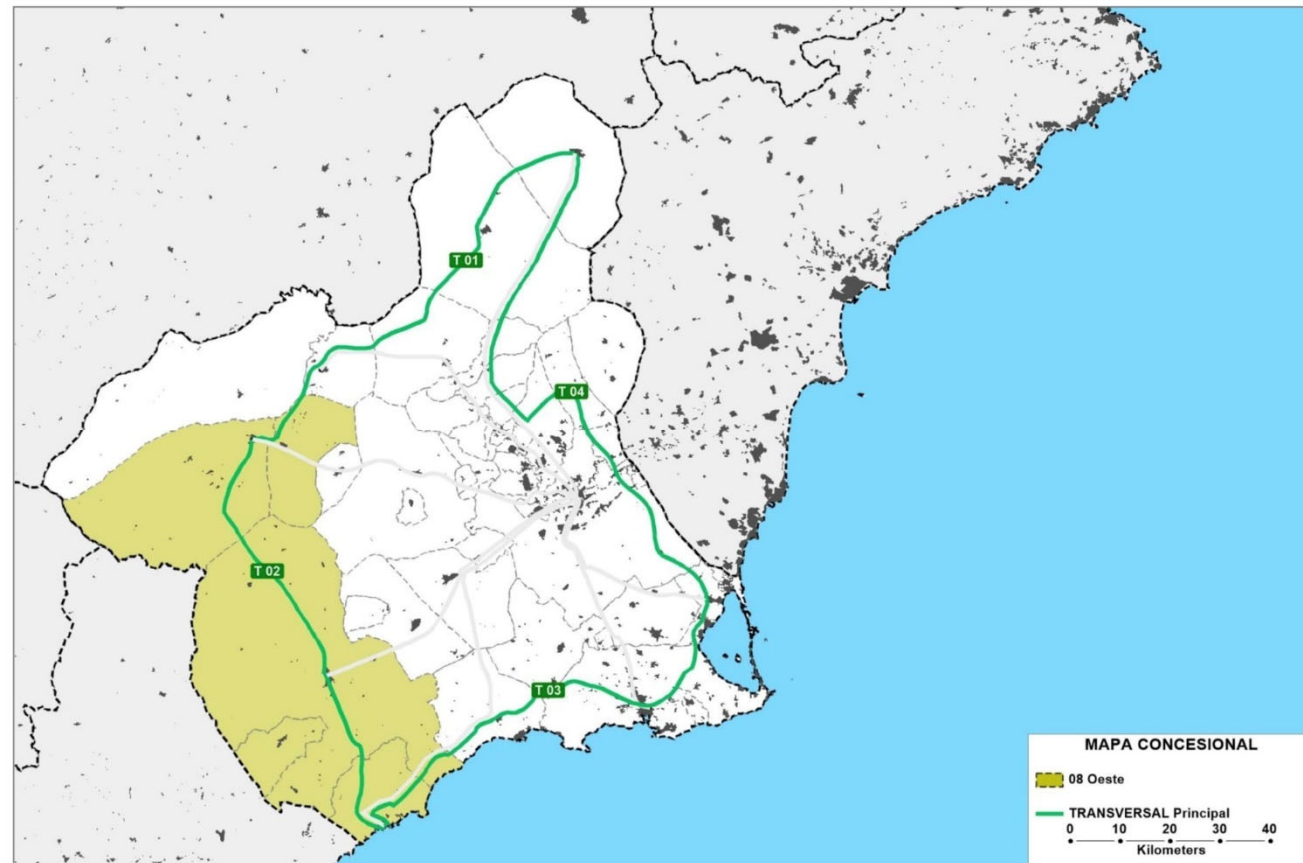 T 01
T 04
T 02
T 03
MAPA CONCESIONAL
08 Oeste
TRANSVERSAL Principal
0 10 20 30 40
Kilometers